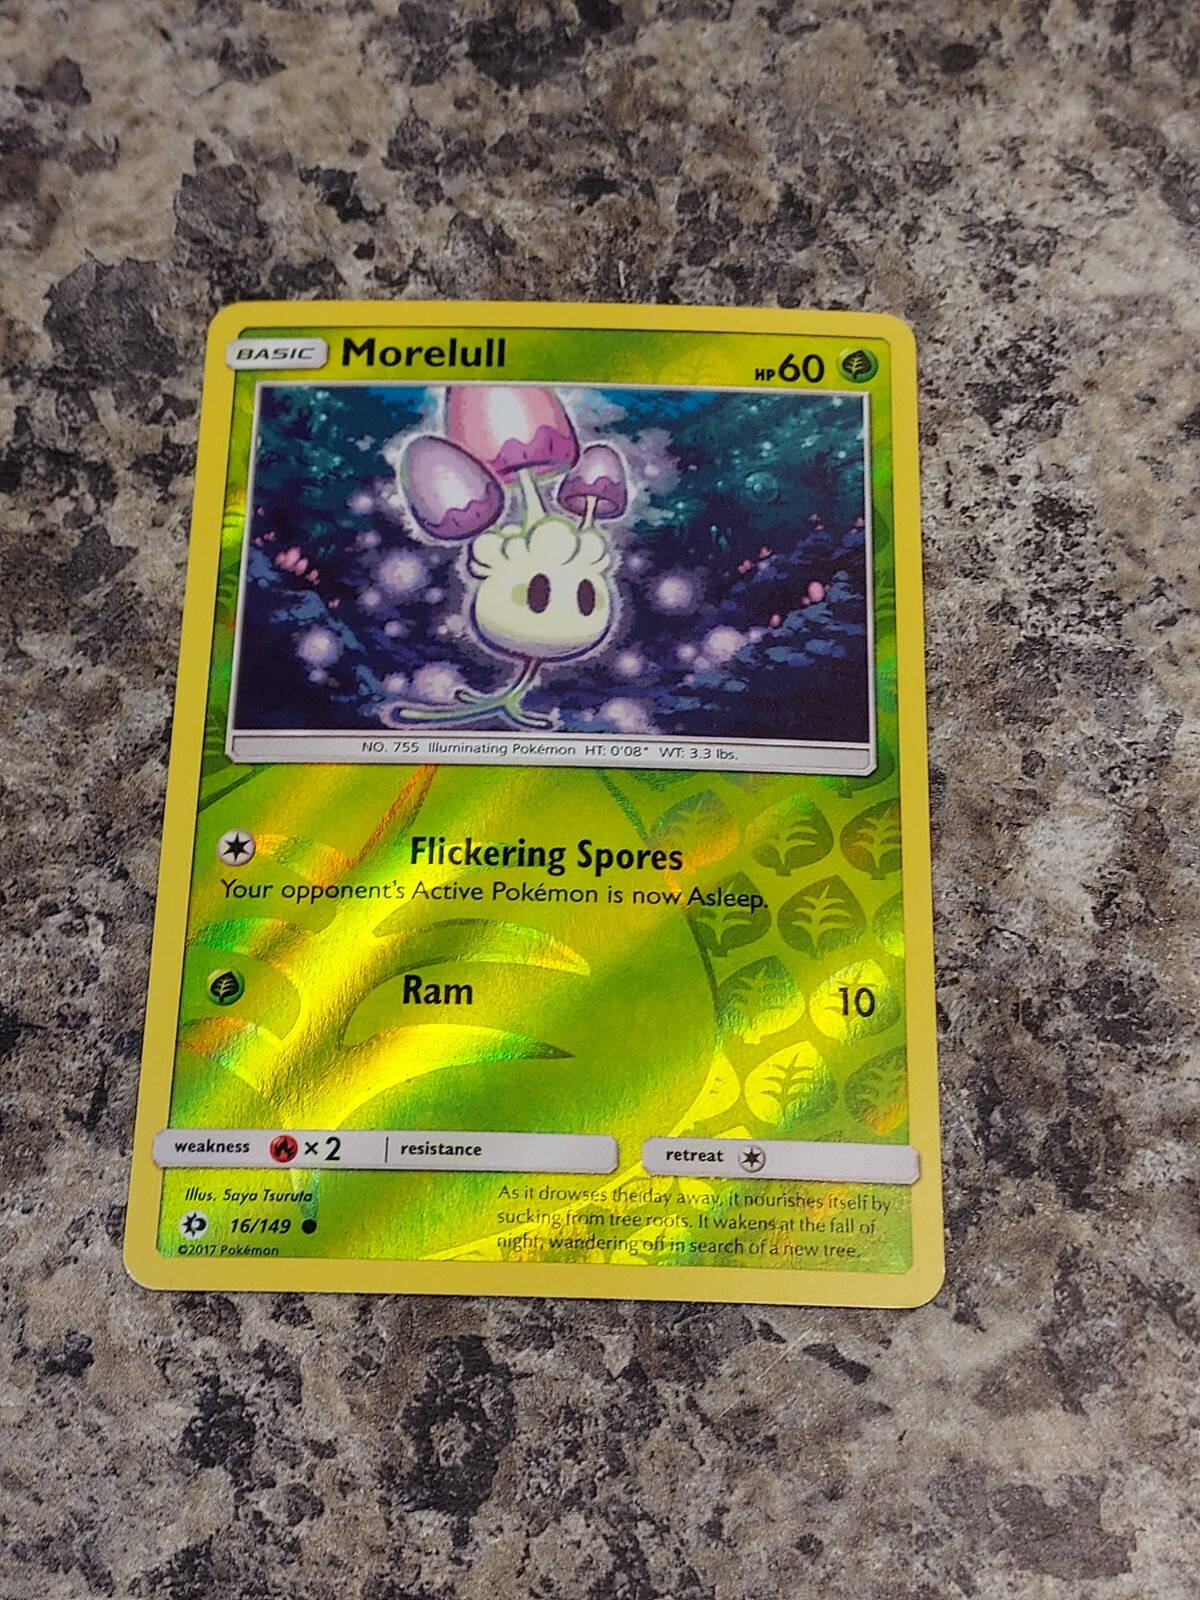 BASIC Morelull HP 60
NO. 755 Illuminating Pokémon HT: 0'08" WT: 3.3 lbs.
Flickering Spores
Your opponent's Active Pokémon is now Asleep.
Ram 10
weakness × 2 resistance retreat
Illus. Saya Tsuruta
16/149
©2017 Pokémon
As it drowses the day away, it nourishes itself by
sucking from tree roots. It wakens at the fall of
night, wandering off in search of a new tree.